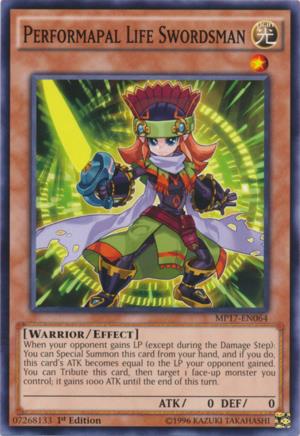 PERFORMAPAL LIFE SWORDSMAN
LIGHT
光
MP17-EN064
[WARRIOR/EFFECT]
When your opponent gains LP (except during the Damage Step):
You can Special Summon this card from your hand, and if you do,
this card's ATK becomes equal to the LP your opponent gained.
You can Tribute this card, then target 1 face-up monster you
control; it gains 1000 ATK until the end of this turn.
ATK/ 0 DEF/ 0
07268133 1st Edition ©1996 KAZUKI TAKAHASHI